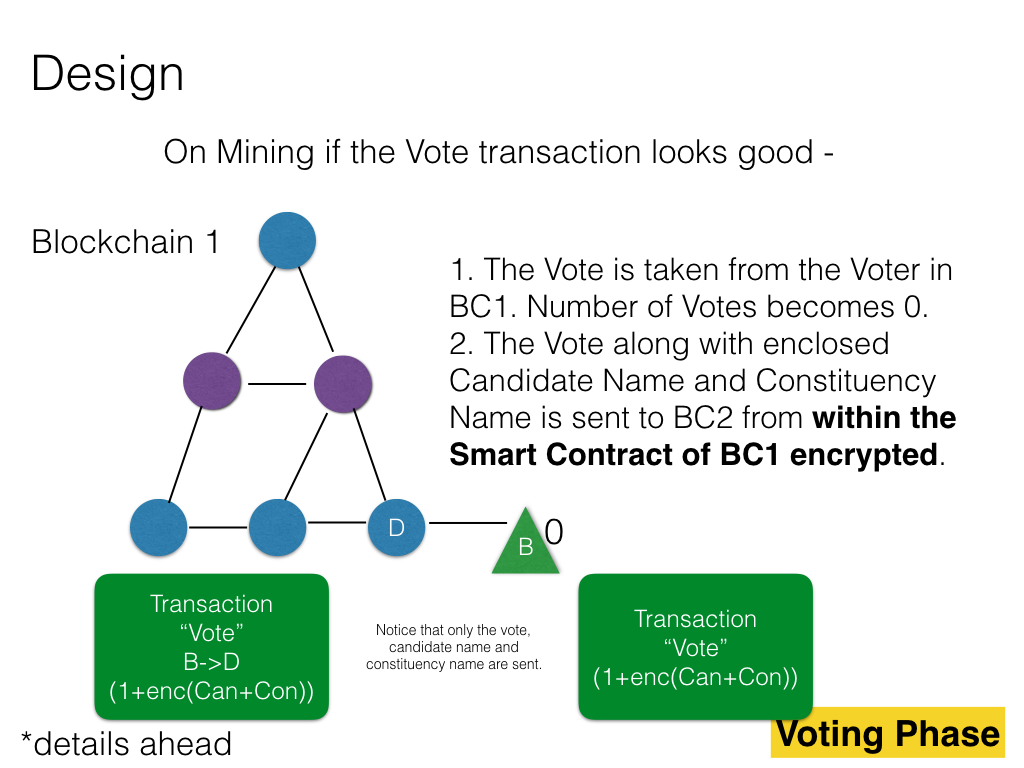 Design
On Mining if the Vote transaction looks good -
Blockchain 1
1. The Vote is taken from the Voter in
BC1. Number of Votes becomes 0.
2. The Vote along with enclosed
Candidate Name and Constituency
Name is sent to BC2 from within the
Smart Contract of BC1 encrypted.
D
B
0
Transaction
“Vote”
B->D
(1+enc(Can+Con))
Notice that only the vote,
candidate name and
constituency name are sent.
Transaction
“Vote”
(1+enc(Can+Con))
*details ahead
Voting Phase